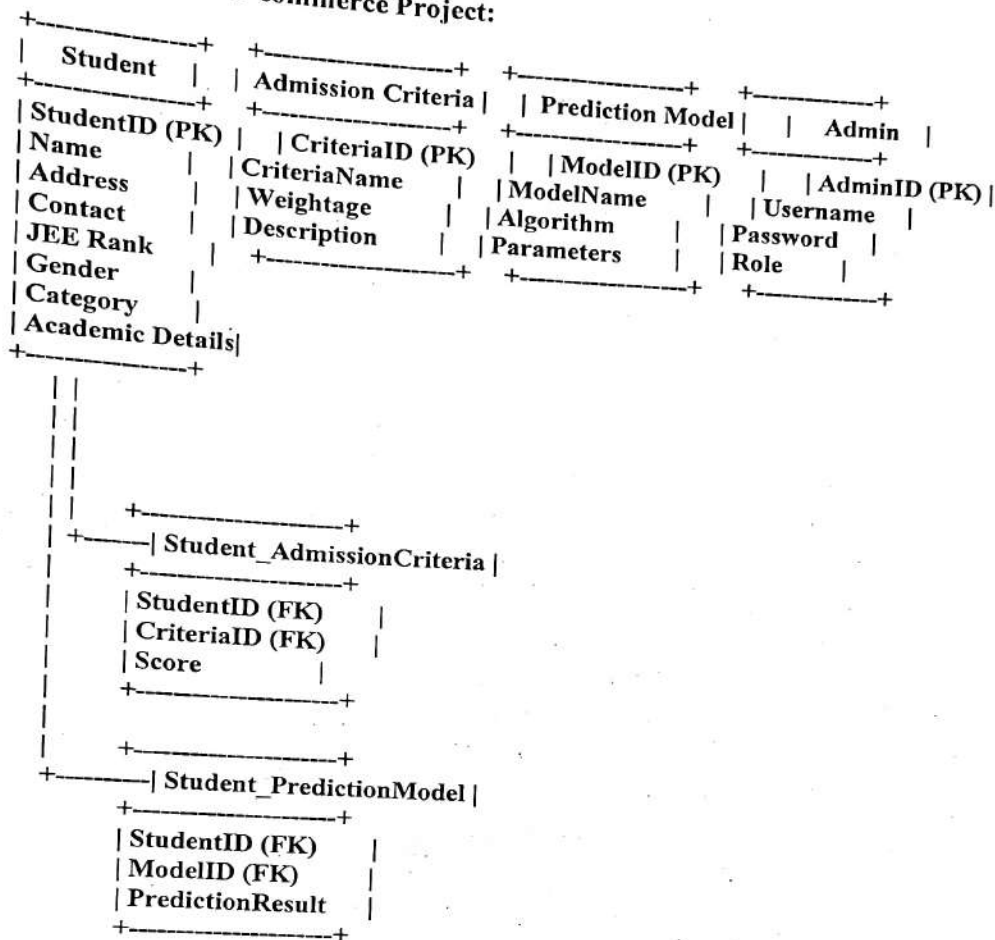 Commerce Project:
+------------------+ +--------------------+ +-------------------+ +-------------+
| Student | | Admission Criteria | | Prediction Model | | Admin |
+------------------+ +--------------------+ +-------------------+ +-------------+
| StudentID (PK) | | CriteriaID (PK) | | ModelID (PK) | | AdminID (PK) |
| Name | | CriteriaName | | ModelName | | Username |
| Address | | Weightage | | Algorithm | | Password |
| Contact | | Description | | Parameters | | Role |
| JEE Rank | +--------------------+ +-------------------+ +-------------+
| Gender |
| Category |
| Academic Details|
+------------------+
| |
| |
| |
| |
| | +---------------------+
| +-------| Student_AdmissionCriteria |
| +---------------------+
| | StudentID (FK) |
| | CriteriaID (FK) |
| | Score |
| +---------------------+
|
| +---------------------+
+----------| Student_PredictionModel |
+---------------------+
| StudentID (FK) |
| ModelID (FK) |
| PredictionResult |
+---------------------+